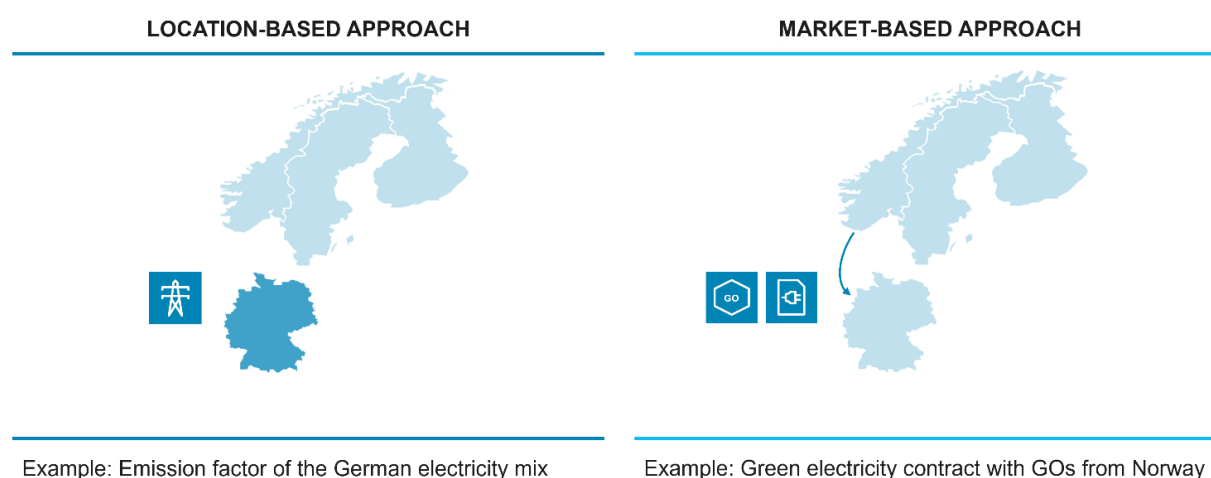 LOCATION-BASED APPROACH
MARKET-BASED APPROACH
GO
Example: Emission factor of the German electricity mix
Example: Green electricity contract with GOs from Norway